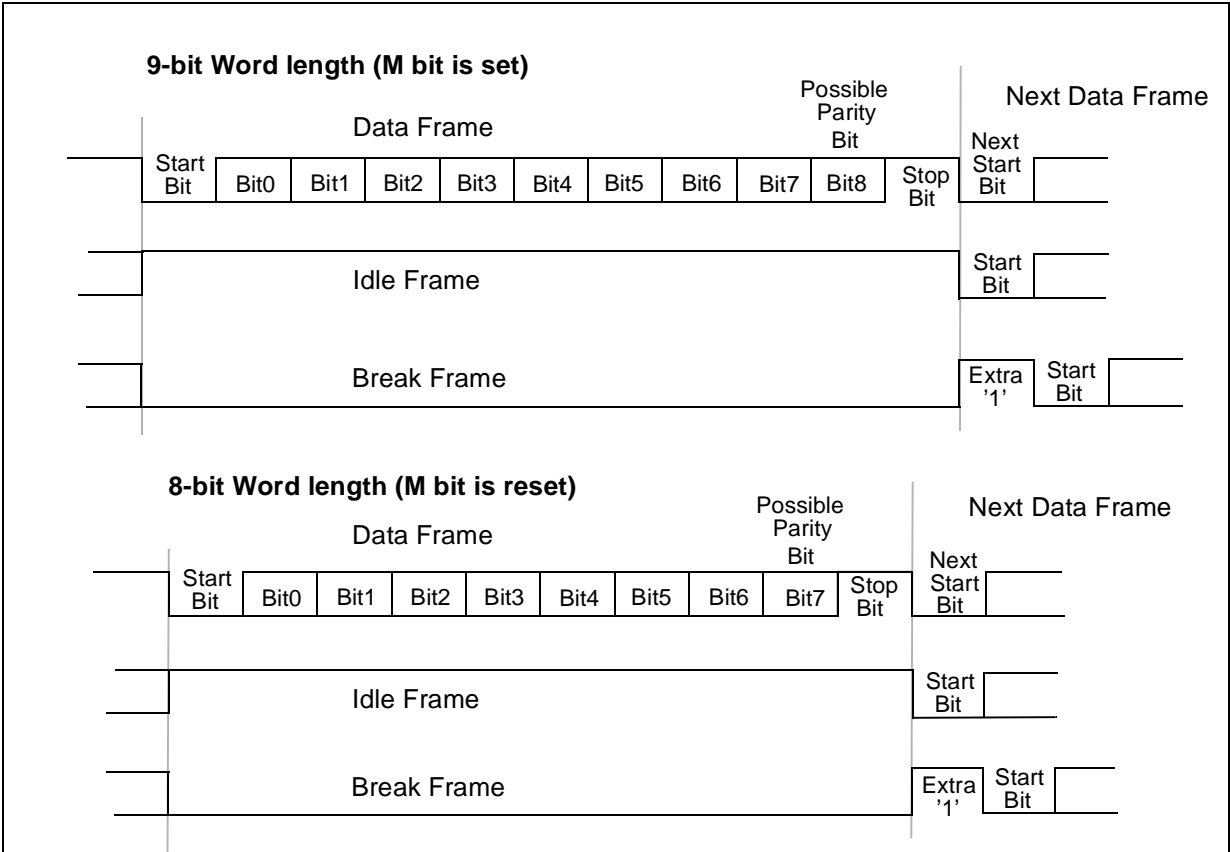 9-bit Word length (M bit is set)
Possible
Parity
Bit
Next Data Frame
Data Frame
Next
Start
Bit
Start
Bit
Bit0 Bit1 Bit2 Bit3 Bit4 Bit5 Bit6 Bit7 Bit8
Stop
Bit
Idle Frame
Start
Bit
Break Frame
Extra
'1'
Start
Bit
8-bit Word length (M bit is reset)
Possible
Parity
Bit
Next Data Frame
Data Frame
Next
Start
Bit
Start
Bit
Bit0 Bit1 Bit2 Bit3 Bit4 Bit5 Bit6 Bit7
Stop
Bit
Idle Frame
Start
Bit
Break Frame
Extra
'1'
Start
Bit